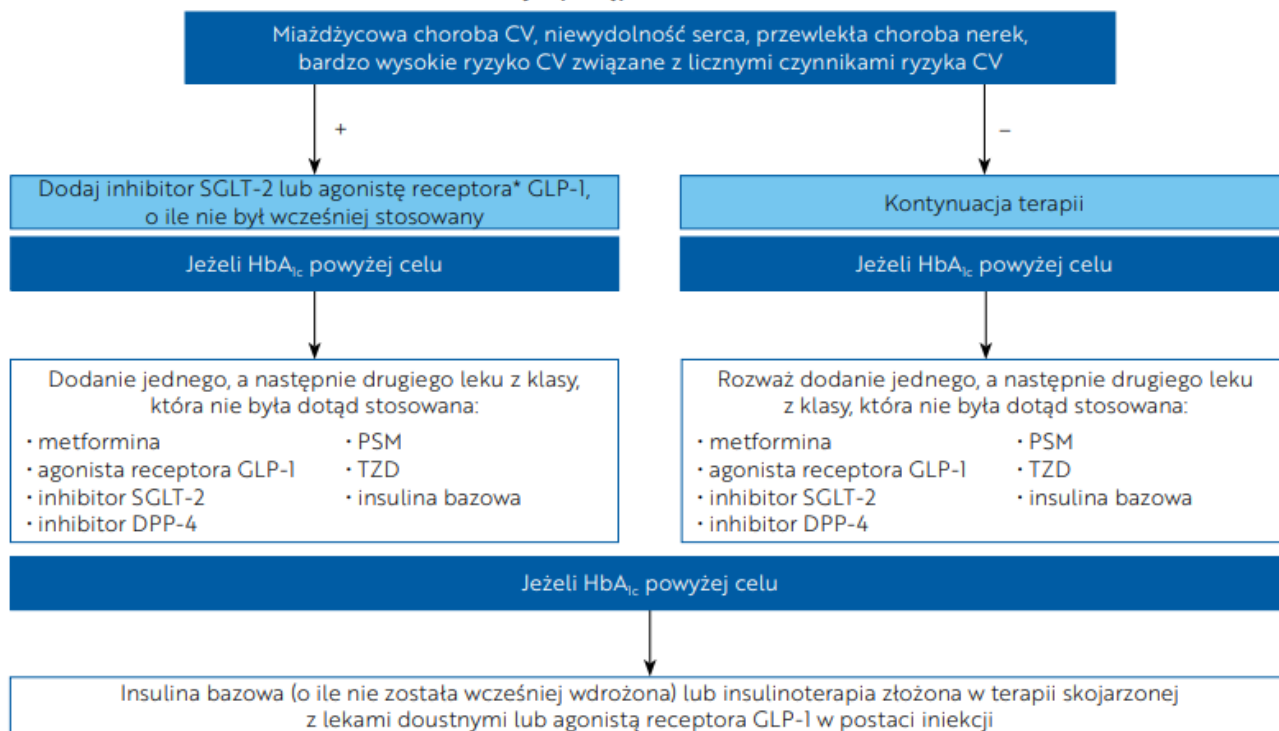 Miażdżycowa choroba CV, niewydolność serca, przewlekła choroba nerek,
bardzo wysokie ryzyko CV związane z licznymi czynnikami ryzyka CV
+
–
Dodaj inhibitor SGLT-2 lub agonistę receptora* GLP-1,
o ile nie był wcześniej stosowany
Kontynuacja terapii
Jeżeli HbA1c powyżej celu
Jeżeli HbA1c powyżej celu
Dodanie jednego, a następnie drugiego leku z klasy,
która nie była dotąd stosowana:
• metformina
• agonista receptora GLP-1
• inhibitor SGLT-2
• inhibitor DPP-4
• PSM
• TZD
• insulina bazowa
Rozważ dodanie jednego, a następnie drugiego leku
z klasy, która nie była dotąd stosowana:
• metformina
• agonista receptora GLP-1
• inhibitor SGLT-2
• inhibitor DPP-4
• PSM
• TZD
• insulina bazowa
Jeżeli HbA1c powyżej celu
Insulina bazowa (o ile nie została wcześniej wdrożona) lub insulinoterapia złożona w terapii skojarzonej
z lekami doustnymi lub agonistą receptora GLP-1 w postaci iniekcji